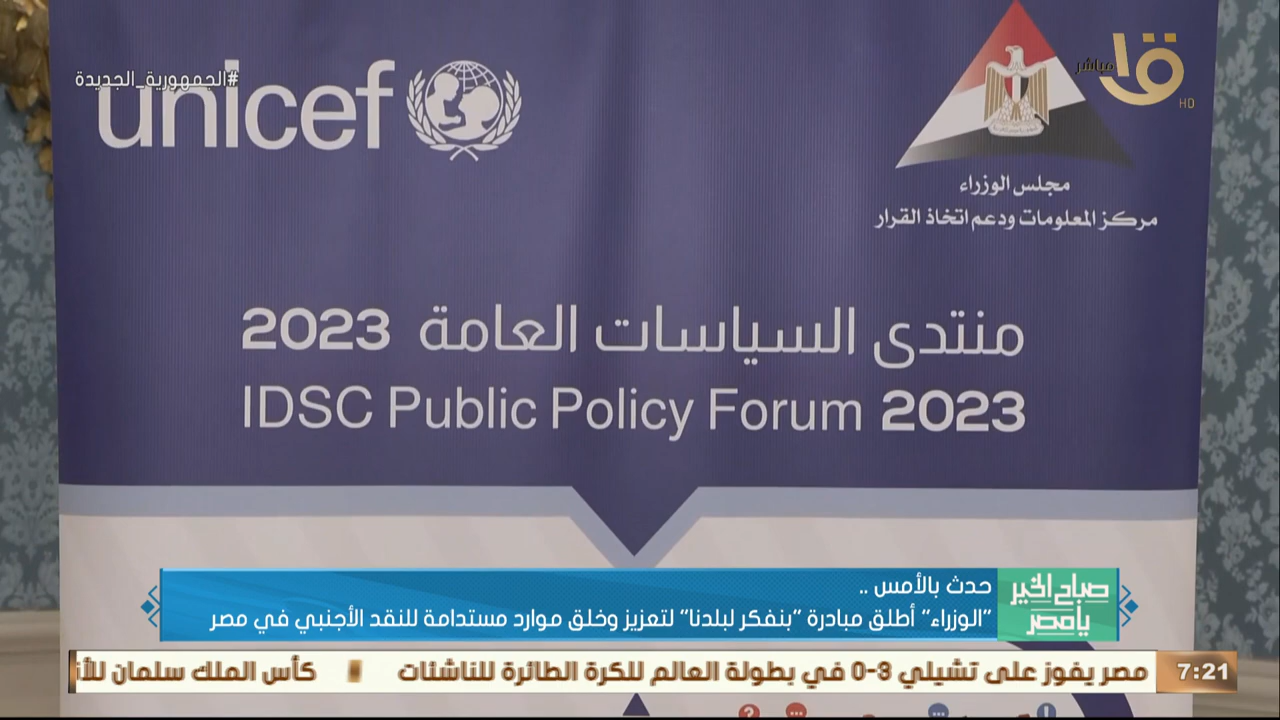 #الجمهورية_الجديدة
unicef
مباشر
HD
مجلس الوزراء
مركز المعلومات ودعم اتخاذ القرار
منتدى السياسات العامة 2023
IDSC Public Policy Forum 2023
صباح الخير
يا مصر
حدث بالأمس ..
"الوزراء" أطلق مبادرة "بنفكر لبلدنا" لتعزيز وخلق موارد مستدامة للنقد الأجنبي في مصر
7:21
مصر يفوز على تشيلي 3-0 في بطولة العالم للكرة الطائرة للناشئات
كأس الملك سلمان